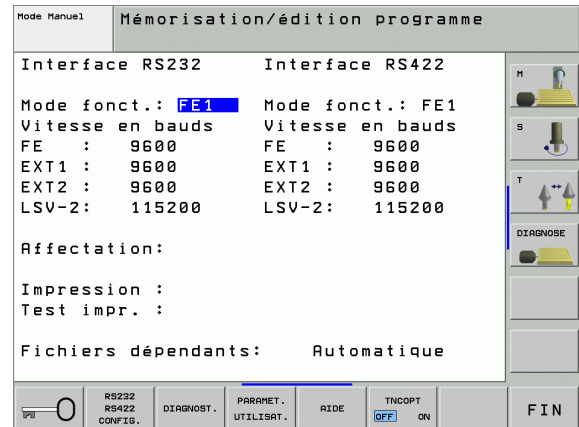 Mode Manuel
Mémorisation/édition programme
Interface RS232 Interface RS422
Mode fonct.: FE1 Mode fonct.: FE1
Vitesse en bauds Vitesse en bauds
FE : 9600 FE : 9600
EXT1 : 9600 EXT1 : 9600
EXT2 : 9600 EXT2 : 9600
LSV-2: 115200 LSV-2: 115200
Affectation:
Impression :
Test impr. :
Fichiers dépendants: Automatique
M
S
T
DIAGNOSE
RS232
RS422
CONFIG.
DIAGNOST.
PARAMET.
UTILISAT.
AIDE
TNCOPT
OFF ON
FIN